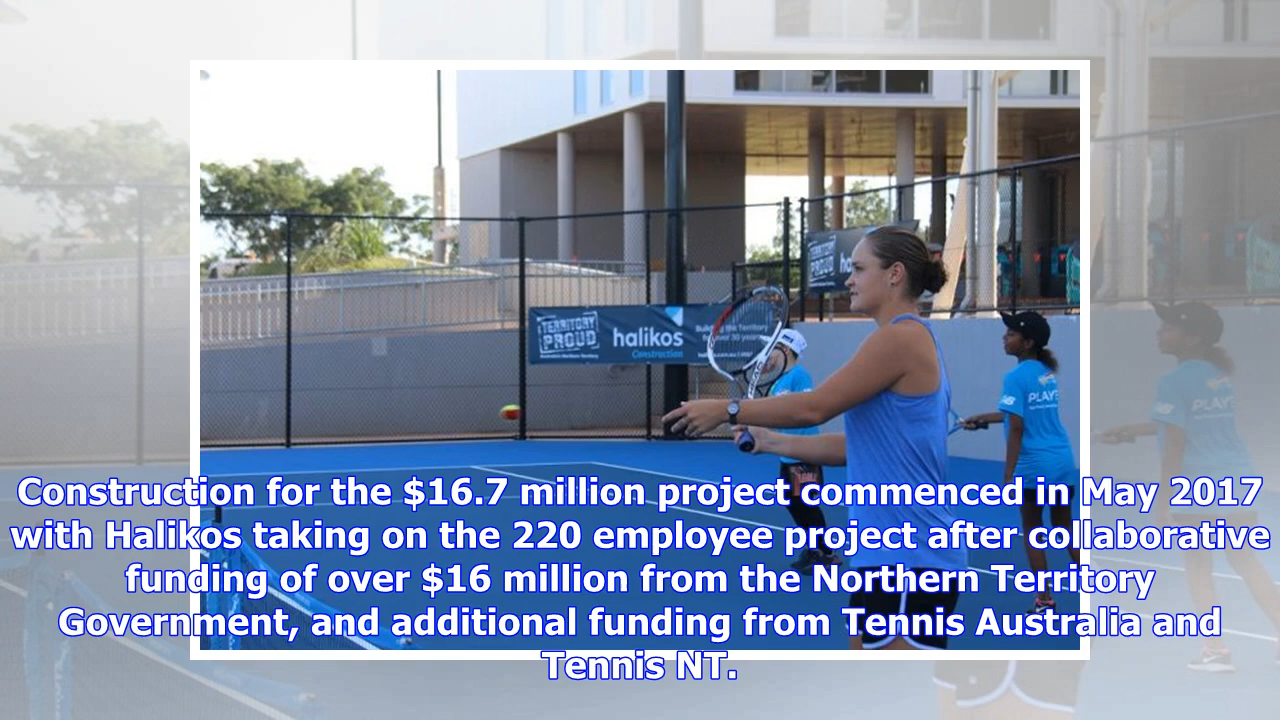 TERRITORY
PROUD
halikos
Construction
TERRITORY
PROUD
PLAY
Construction for the $16.7 million project commenced in May 2017
with Halikos taking on the 220 employee project after collaborative
funding of over $16 million from the Northern Territory
Government, and additional funding from Tennis Australia and
Tennis NT.